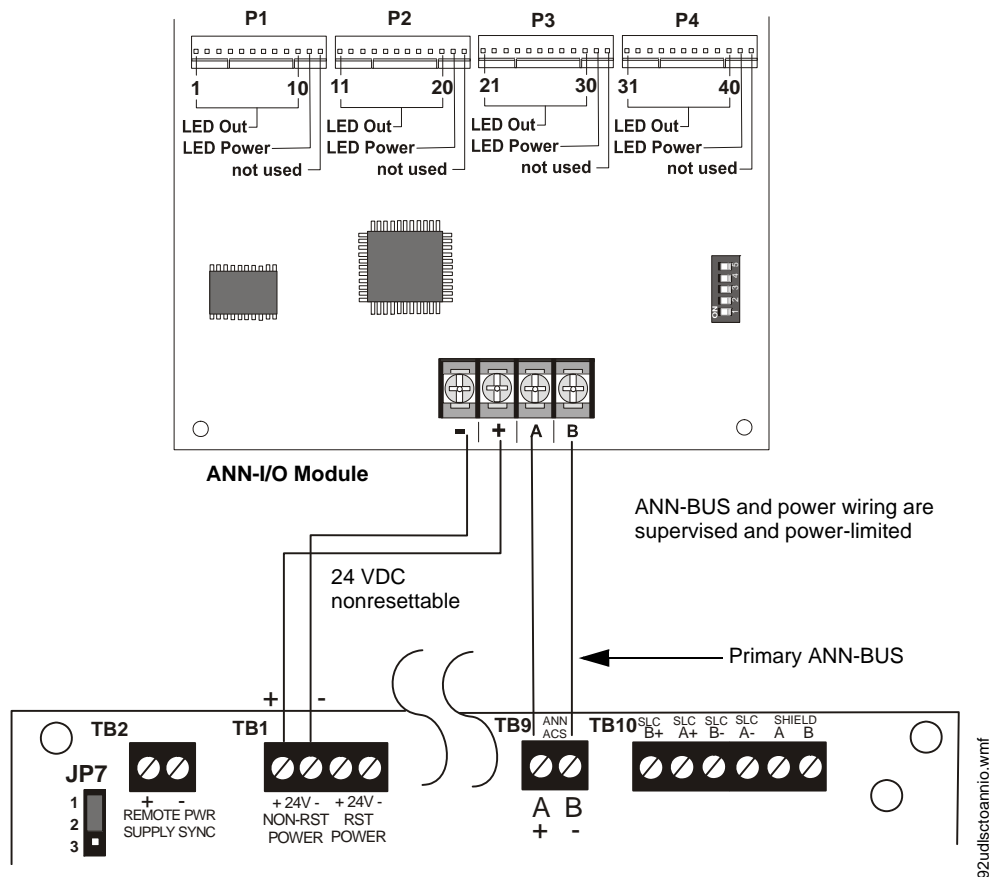 P1 P2 P3 P4
1 10 11 20 21 30 31 40
LED Out LED Out LED Out LED Out
LED Power LED Power LED Power LED Power
not used not used not used not used
ON
1 2 3 4 5
- + A B
ANN-I/O Module
ANN-BUS and power wiring are
supervised and power-limited
24 VDC
nonresettable
Primary ANN-BUS
+ -
TB2 TB1 TB9 ANN TB10 SLC SLC SLC SLC SHIELD
ACS B+ A+ B- A- A B
JP7
1
2
3
+ -
REMOTE PWR
SUPPLY SYNC
+ 24V - + 24V -
NON-RST RST
POWER POWER
A B
+ -
92udlsctoannio.wmf